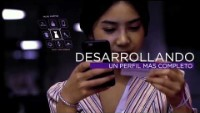 DESARROLLANDO
UN PERFIL MÁS COMPLETO